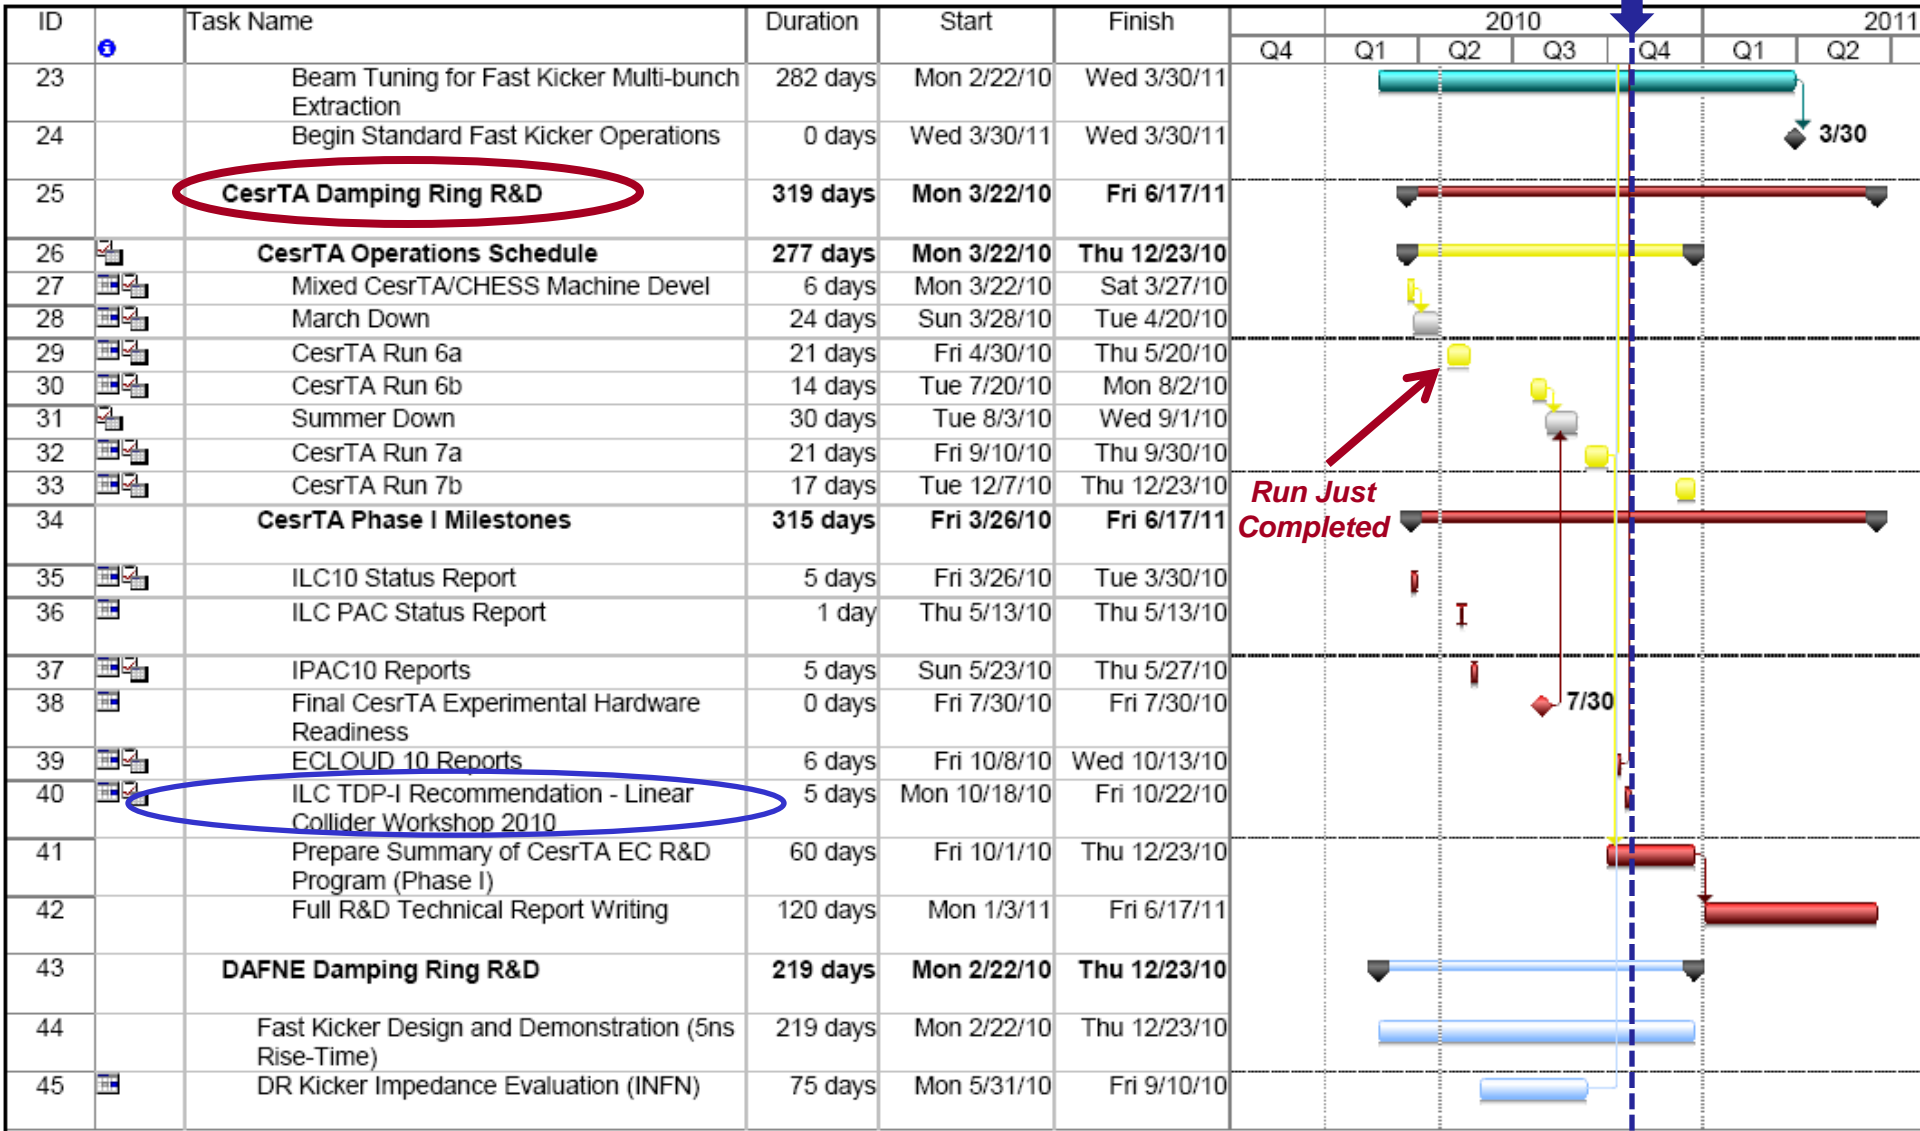 ID Task Name Duration Start Finish 2010 2011
i Q4 Q1 Q2 Q3 Q4 Q1 Q2
23 Beam Tuning for Fast Kicker Multi-bunch 282 days Mon 2/22/10 Wed 3/30/11
Extraction
24 Begin Standard Fast Kicker Operations 0 days Wed 3/30/11 Wed 3/30/11 3/30
25 CesrTA Damping Ring R&D 319 days Mon 3/22/10 Fri 6/17/11
26 CesrTA Operations Schedule 277 days Mon 3/22/10 Thu 12/23/10
27 Mixed CesrTA/CHESS Machine Devel 6 days Mon 3/22/10 Sat 3/27/10
28 March Down 24 days Sun 3/28/10 Tue 4/20/10
29 CesrTA Run 6a 21 days Fri 4/30/10 Thu 5/20/10
30 CesrTA Run 6b 14 days Tue 7/20/10 Mon 8/2/10
31 Summer Down 30 days Tue 8/3/10 Wed 9/1/10
32 CesrTA Run 7a 21 days Fri 9/10/10 Thu 9/30/10
33 CesrTA Run 7b 17 days Tue 12/7/10 Thu 12/23/10
Run Just
Completed
34 CesrTA Phase I Milestones 315 days Fri 3/26/10 Fri 6/17/11
35 ILC10 Status Report 5 days Fri 3/26/10 Tue 3/30/10
36 ILC PAC Status Report 1 day Thu 5/13/10 Thu 5/13/10
37 IPAC10 Reports 5 days Sun 5/23/10 Thu 5/27/10
38 Final CesrTA Experimental Hardware 0 days Fri 7/30/10 Fri 7/30/10 7/30
Readiness
39 ECLOUD 10 Reports 6 days Fri 10/8/10 Wed 10/13/10
40 ILC TDP-I Recommendation - Linear 5 days Mon 10/18/10 Fri 10/22/10
Collider Workshop 2010
41 Prepare Summary of CesrTA EC R&D 60 days Fri 10/1/10 Thu 12/23/10
Program (Phase I)
42 Full R&D Technical Report Writing 120 days Mon 1/3/11 Fri 6/17/11
43 DAFNE Damping Ring R&D 219 days Mon 2/22/10 Thu 12/23/10
44 Fast Kicker Design and Demonstration (5ns 219 days Mon 2/22/10 Thu 12/23/10
Rise-Time)
45 DR Kicker Impedance Evaluation (INFN) 75 days Mon 5/31/10 Fri 9/10/10